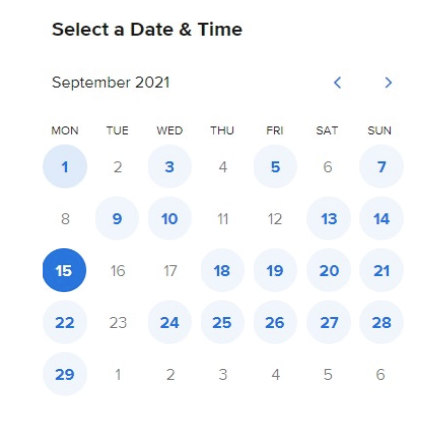 Select a Date & Time
September 2021
MON TUE WED THU FRI SAT SUN
1 2 3 4 5 6 7
8 9 10 11 12 13 14
15 16 17 18 19 20 21
22 23 24 25 26 27 28
29 1 2 3 4 5 6